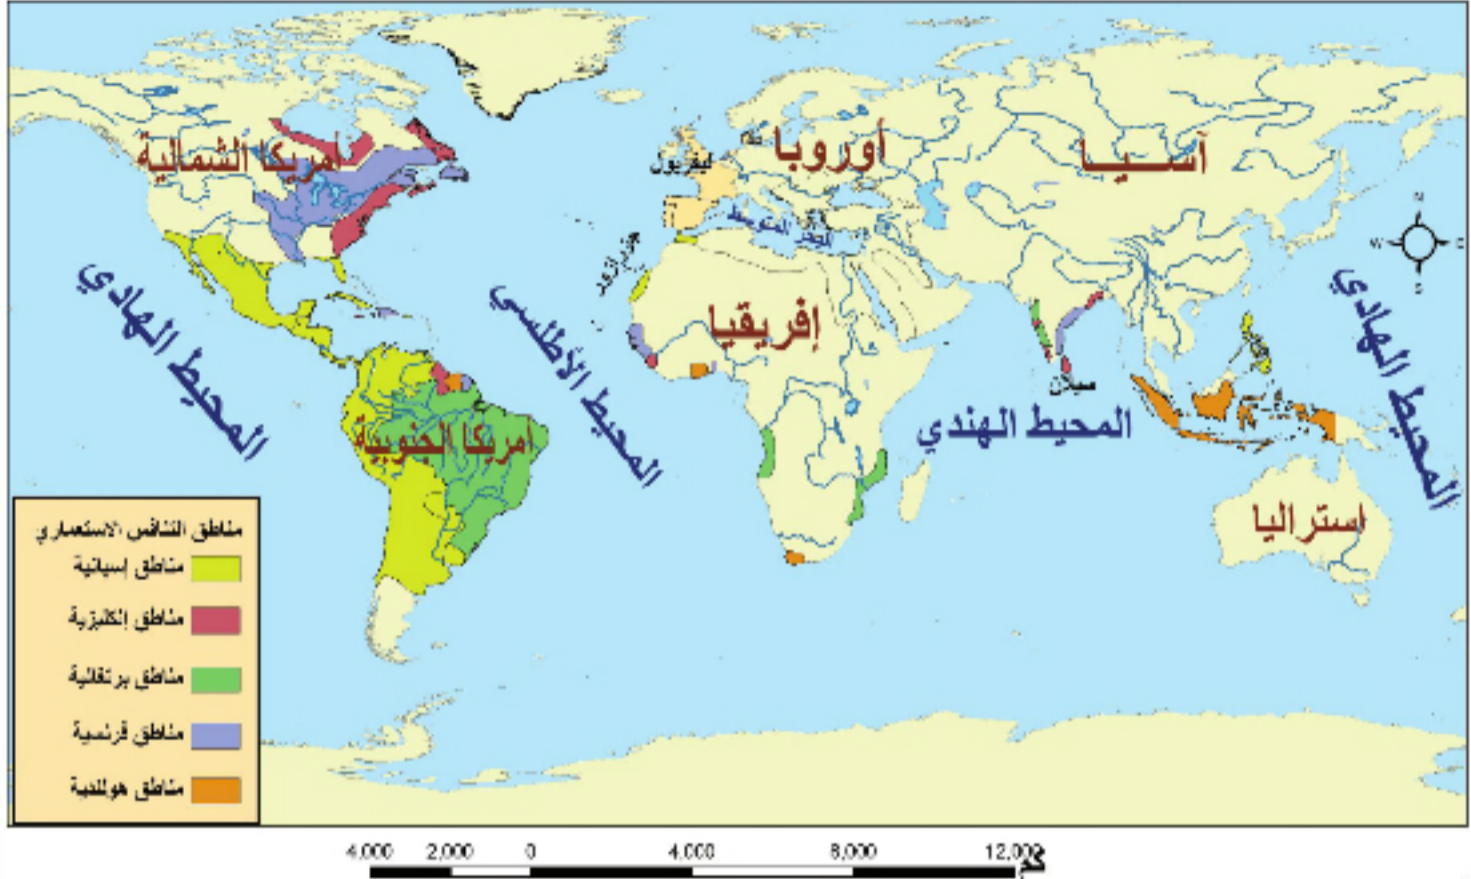 أمريكا الشمالية
أوروبا
آسيا
ليفربول
البحر المتوسط
N
W
E
S
المحيط الهادي
المحيط الأطلسي
إفريقيا
المحيط الهادي
سيلان
المحيط الهندي
أمريكا الجنوبية
استراليا
مناطق التنافس الاستعماري
مناطق إسبانية
مناطق إنكليزية
مناطق برتغالية
مناطق فرنسية
مناطق هولندية
4,000 2,000 0 4,000 8,000 12,000
كم